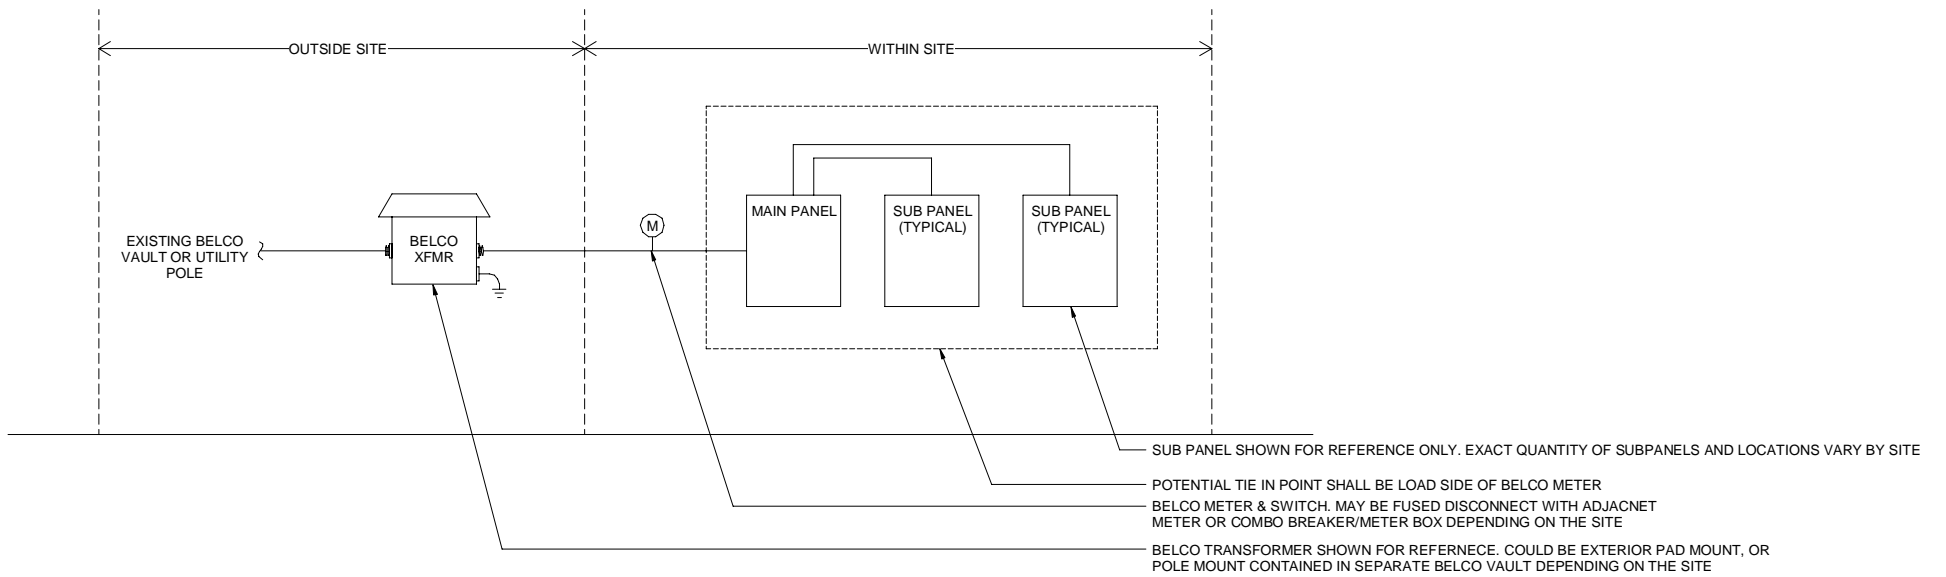 OUTSIDE SITE
WITHIN SITE
EXISTING BELCO
VAULT OR UTILITY
POLE
BELCO
XFMR
M
MAIN PANEL
SUB PANEL
(TYPICAL)
SUB PANEL
(TYPICAL)
SUB PANEL SHOWN FOR REFERENCE ONLY. EXACT QUANTITY OF SUBPANELS AND LOCATIONS VARY BY SITE
POTENTIAL TIE IN POINT SHALL BE LOAD SIDE OF BELCO METER
BELCO METER & SWITCH. MAY BE FUSED DISCONNECT WITH ADJACNET
METER OR COMBO BREAKER/METER BOX DEPENDING ON THE SITE
BELCO TRANSFORMER SHOWN FOR REFERNECE. COULD BE EXTERIOR PAD MOUNT, OR
POLE MOUNT CONTAINED IN SEPARATE BELCO VAULT DEPENDING ON THE SITE